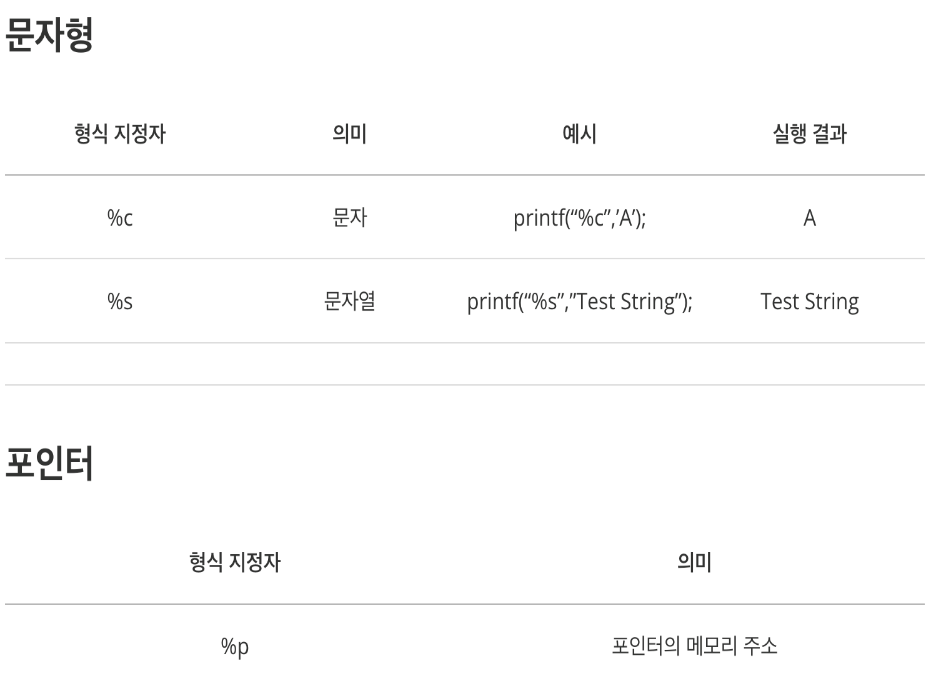 문자형
형식 지정자 의미 예시 실행 결과
%c 문자 printf(“%c”,’A’); A
%s 문자열 printf(“%s”,”Test String”); Test String
포인터
형식 지정자 의미
%p 포인터의 메모리 주소